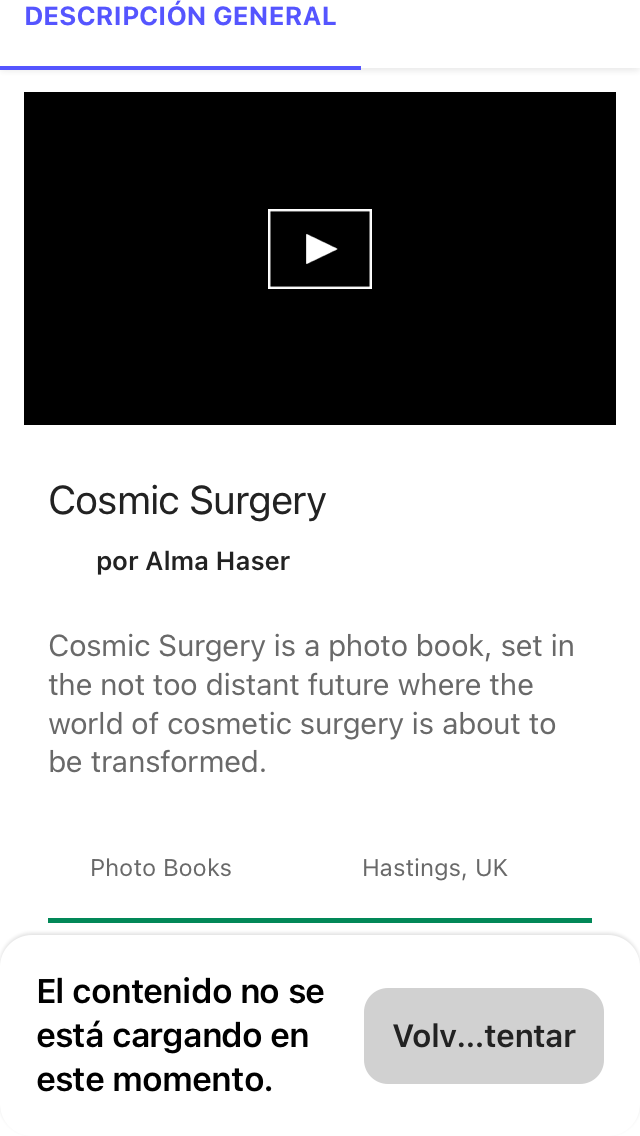 DESCRIPCIÓN GENERAL
Cosmic Surgery
por Alma Haser
Cosmic Surgery is a photo book, set in
the not too distant future where the
world of cosmetic surgery is about to
be transformed.
Photo Books
Hastings, UK
El contenido no se
está cargando en
este momento.
Volv...tentar